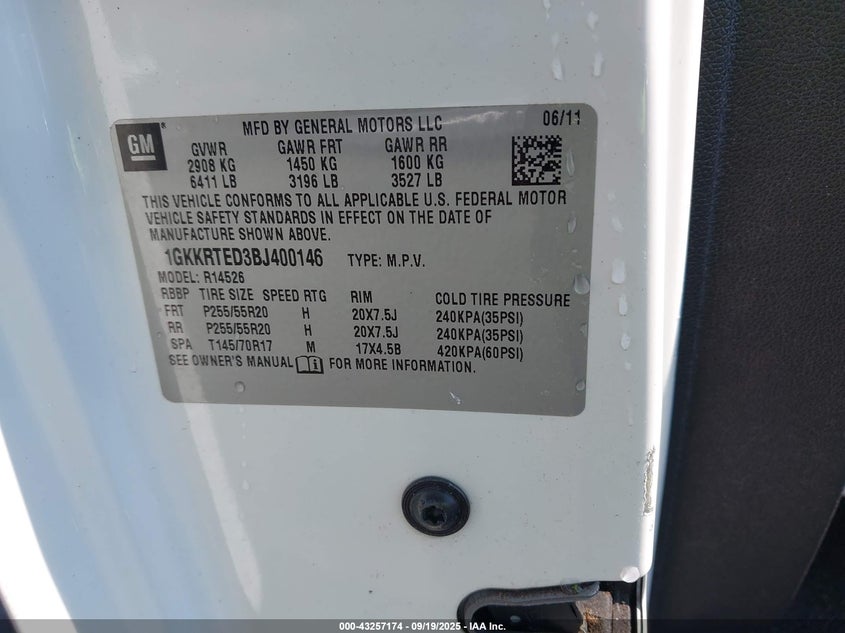 GM ® MFD BY GENERAL MOTORS LLC 06/11
GVWR GAWR FRT GAWR RR
2908 KG 1450 KG 1600 KG
6411 LB 3196 LB 3527 LB
THIS VEHICLE CONFORMS TO ALL APPLICABLE U.S. FEDERAL MOTOR
VEHICLE SAFETY STANDARDS IN EFFECT ON THE DATE OF
MANUFACTURE SHOWN ABOVE.
1GKKRTED3BJ400146 TYPE: M.P.V.
MODEL: R14526
RBBP TIRE SIZE SPEED RTG RIM COLD TIRE PRESSURE
FRT P255/55R20 H 20X7.5J 240KPA(35PSI)
RR P255/55R20 H 20X7.5J 240KPA(35PSI)
SPA T145/70R17 M 17X4.5B 420KPA(60PSI)
SEE OWNER'S MANUAL FOR MORE INFORMATION.
000-43257174 - 09/19/2025 - IAA Inc.